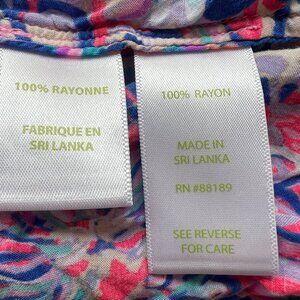 100% RAYONNE
FABRIQUE EN
SRI LANKA
100% RAYON
MADE IN
SRI LANKA
RN #88189
SEE REVERSE
FOR CARE